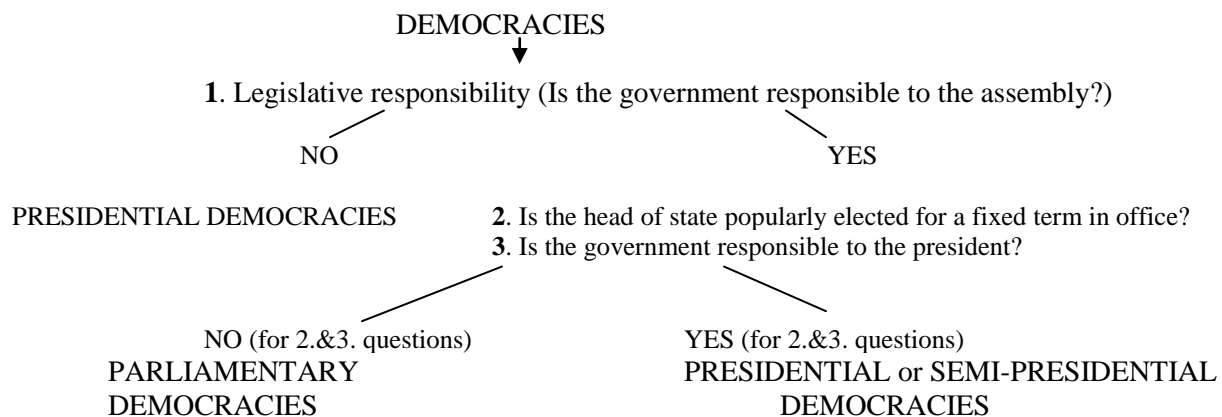 DEMOCRACIES
1. Legislative responsibility (Is the government responsible to the assembly?)
NO YES
PRESIDENTIAL DEMOCRACIES 2. Is the head of state popularly elected for a fixed term in office?
3. Is the government responsible to the president?
NO (for 2.&3. questions) YES (for 2.&3. questions)
PARLIAMENTARY PRESIDENTIAL or SEMI-PRESIDENTIAL
DEMOCRACIES DEMOCRACIES